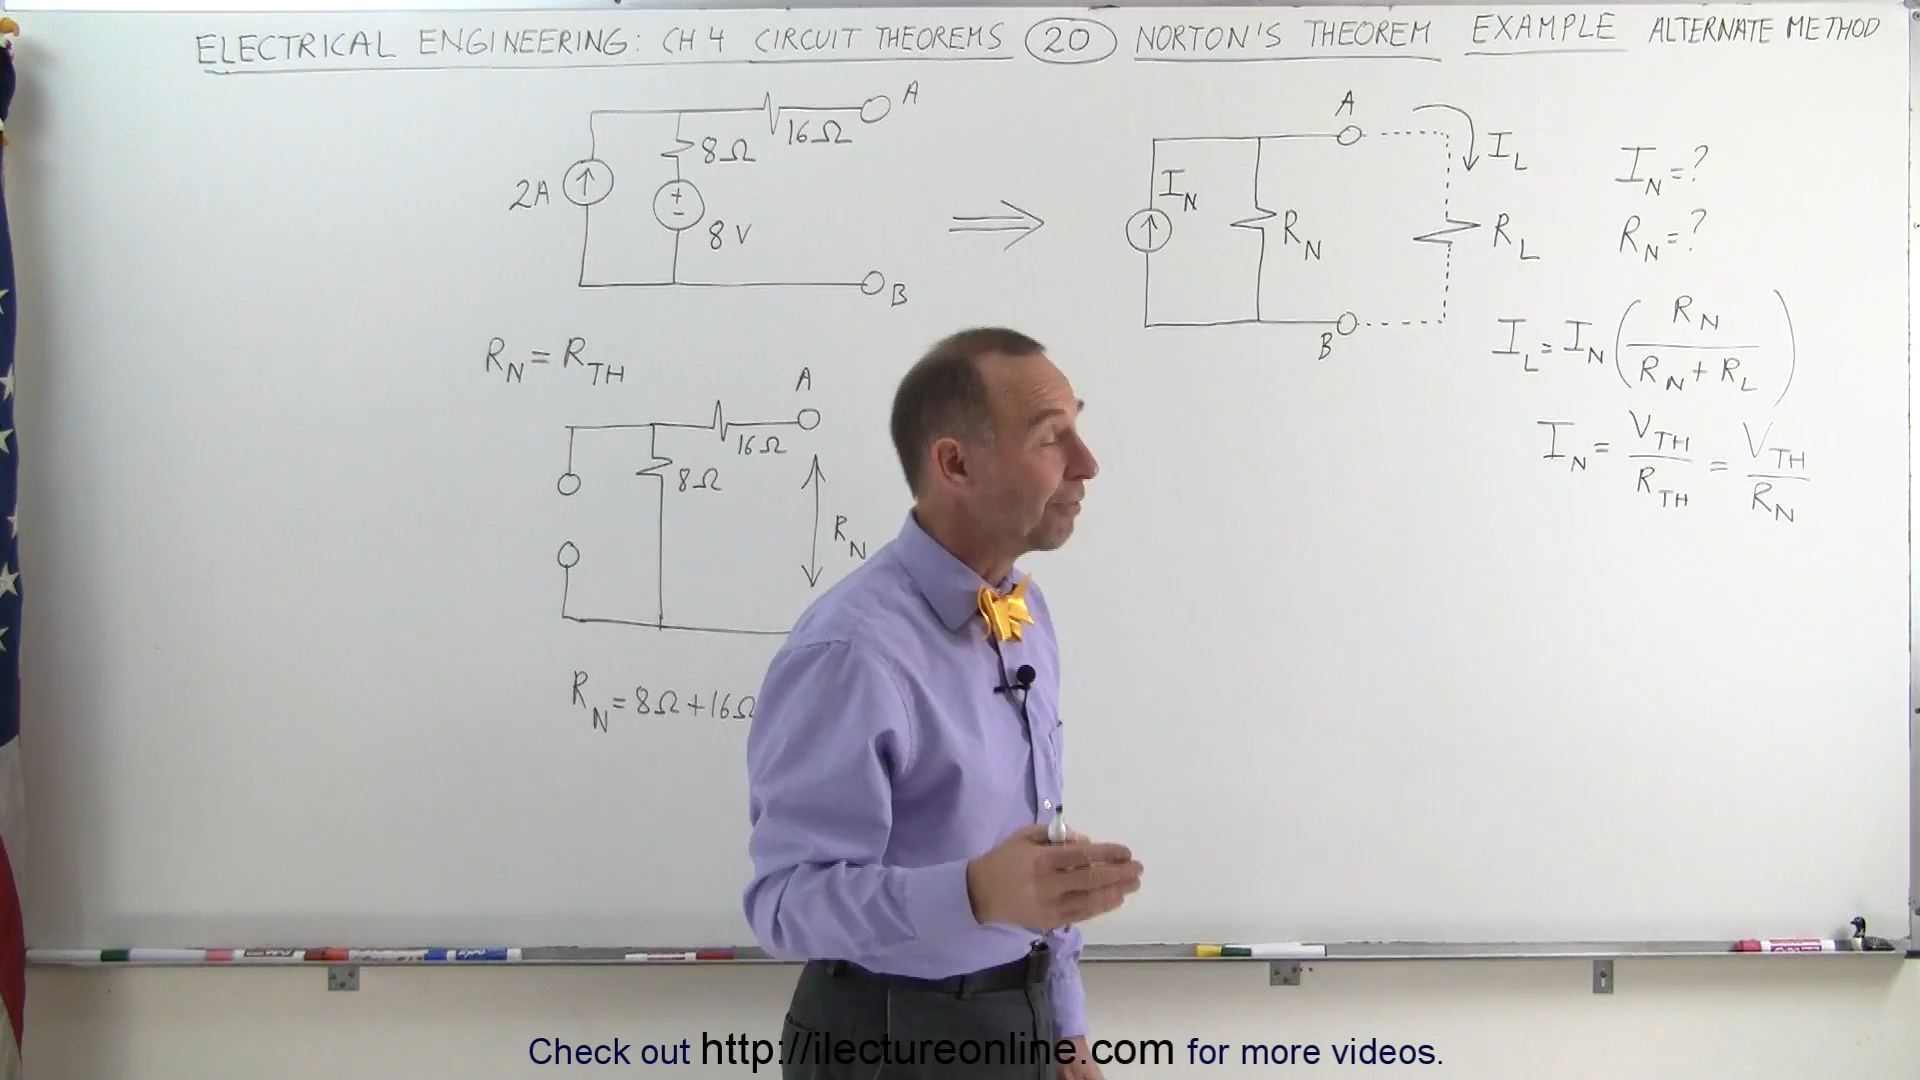 ELECTRICAL ENGINEERING: CH 4 CIRCUIT THEOREMS 20 NORTON'S THEOREM EXAMPLE ALTERNATE METHOD
A
16Ω
8Ω
2A
+
-
8 V
B
A
I_L
I_N
R_N
R_L
B
I_N = ?
R_N = ?
I_L = I_N (R_N / (R_N + R_L))
I_N = V_TH / R_TH = V_TH / R_N
R_N = R_TH
A
16Ω
8Ω
R_N
R_N = 8Ω + 16Ω
Check out http://ilectureonline.com for more videos.